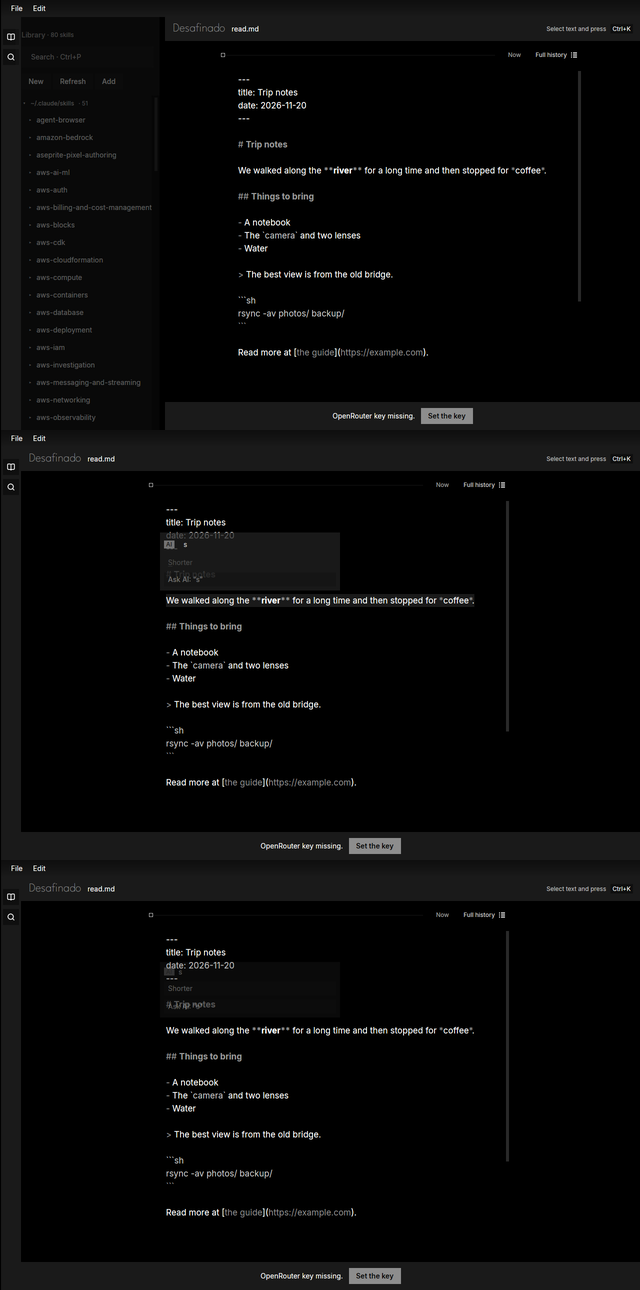 File Edit
Library · 80 skills
Search · Ctrl+P
New Refresh Add
~/.claude/skills · 51
agent-browser
amazon-bedrock
aseprite-pixel-authoring
aws-ai-ml
aws-auth
aws-billing-and-cost-management
aws-blocks
aws-cdk
aws-cloudformation
aws-compute
aws-containers
aws-database
aws-deployment
aws-iam
aws-investigation
aws-messaging-and-streaming
aws-networking
aws-observability
Desafinado read.md
Select text and press Ctrl+K
Now Full history
---
title: Trip notes
date: 2026-11-20
---
# Trip notes
We walked along the **river** for a long time and then stopped for *coffee*.
## Things to bring
- A notebook
- The `camera` and two lenses
- Water
> The best view is from the old bridge.
```sh
rsync -av photos/ backup/
```
Read more at [the guide](https://example.com).
OpenRouter key missing. Set the key
File Edit
Desafinado read.md
Select text and press Ctrl+K
Now Full history
---
title: Trip notes
date: 2026-11-20
AI s
Shorter
# Trip notes
Ask AI: "s"
We walked along the **river** for a long time and then stopped for *coffee*.
## Things to bring
- A notebook
- The `camera` and two lenses
- Water
> The best view is from the old bridge.
```sh
rsync -av photos/ backup/
```
Read more at [the guide](https://example.com).
OpenRouter key missing. Set the key
File Edit
Desafinado read.md
Select text and press Ctrl+K
Now Full history
---
title: Trip notes
date: 2026-11-20
s
---
Shorter
# Trip notes
We walked along the **river** for a long time and then stopped for *coffee*.
## Things to bring
- A notebook
- The `camera` and two lenses
- Water
> The best view is from the old bridge.
```sh
rsync -av photos/ backup/
```
Read more at [the guide](https://example.com).
OpenRouter key missing. Set the key